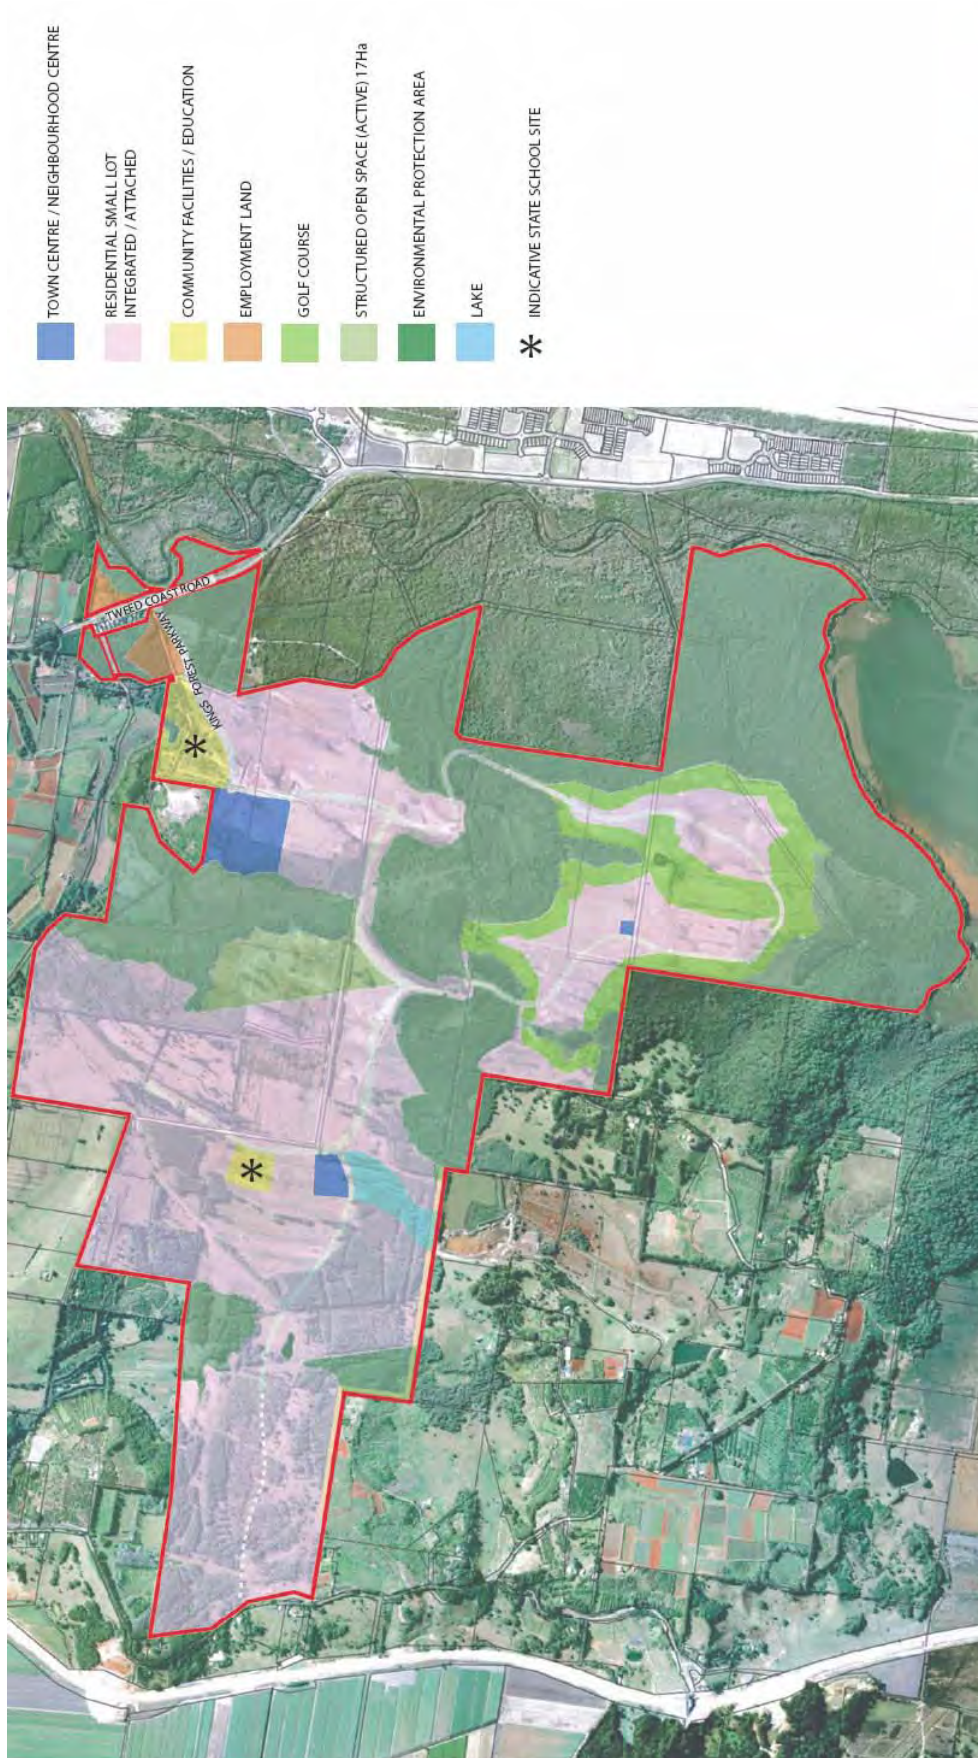 TOWN CENTRE / NEIGHBOURHOOD CENTRE
RESIDENTIAL SMALL LOT
INTEGRATED / ATTACHED
COMMUNITY FACILITIES / EDUCATION
EMPLOYMENT LAND
GOLF COURSE
STRUCTURED OPEN SPACE (ACTIVE) 17Ha
ENVIRONMENTAL PROTECTION AREA
LAKE
* INDICATIVE STATE SCHOOL SITE
TWEED COAST ROAD
KINGS FOREST PARKWAY
*
*